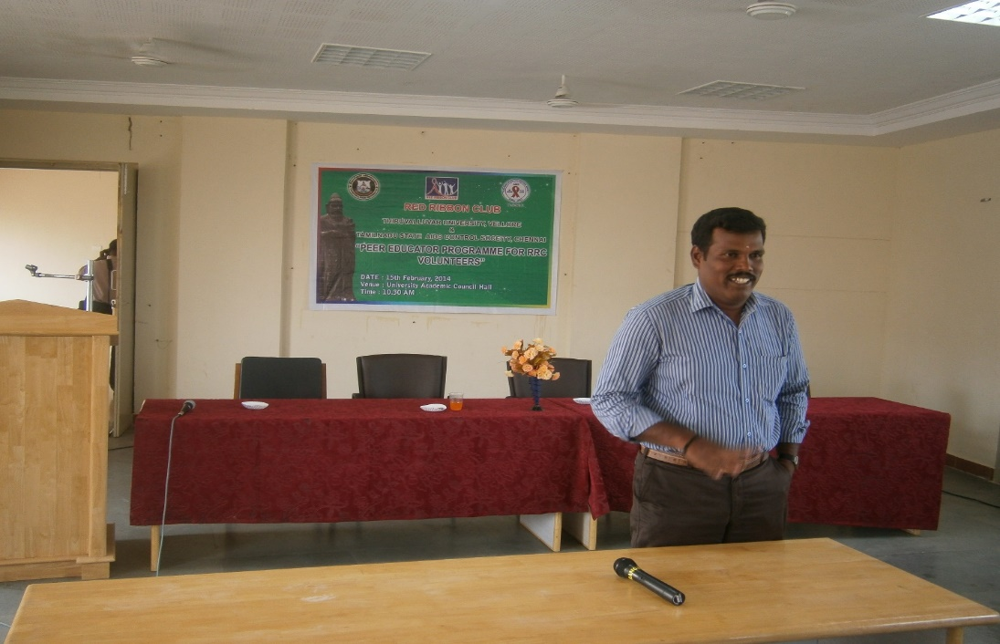 RED RIBBON CLUB
THIRUVALLUVAR UNIVERSITY, VELLORE
&
TAMILNADU STATE AIDS CONTROL SOCEITY, CHENNAI
"PEER EDUCATOR PROGRAMME FOR RRC
VOLUNTEERS"
DATE : 15th February, 2014
Venue : University Academic Council Hall
Time : 10.30 AM